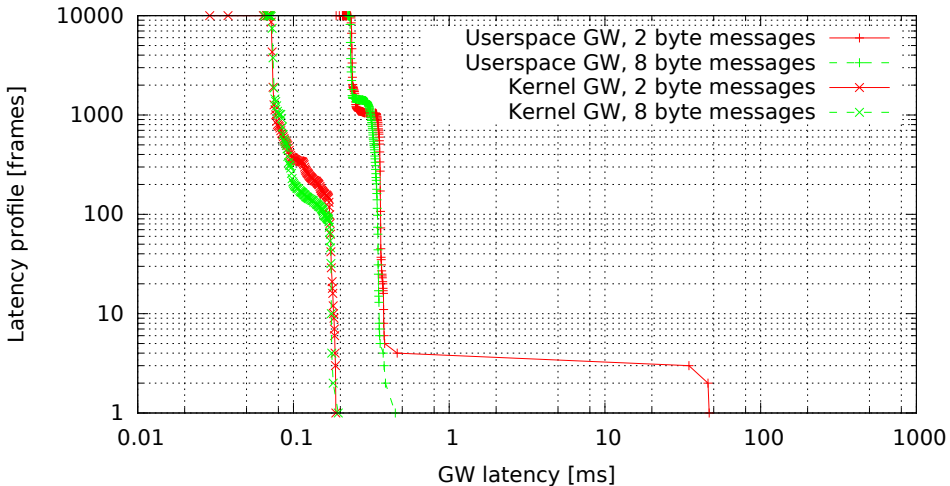 10000
1000
100
10
1
Latency profile [frames]
Userspace GW, 2 byte messages
Userspace GW, 8 byte messages
Kernel GW, 2 byte messages
Kernel GW, 8 byte messages
0.01 0.1 1 10 100 1000
GW latency [ms]